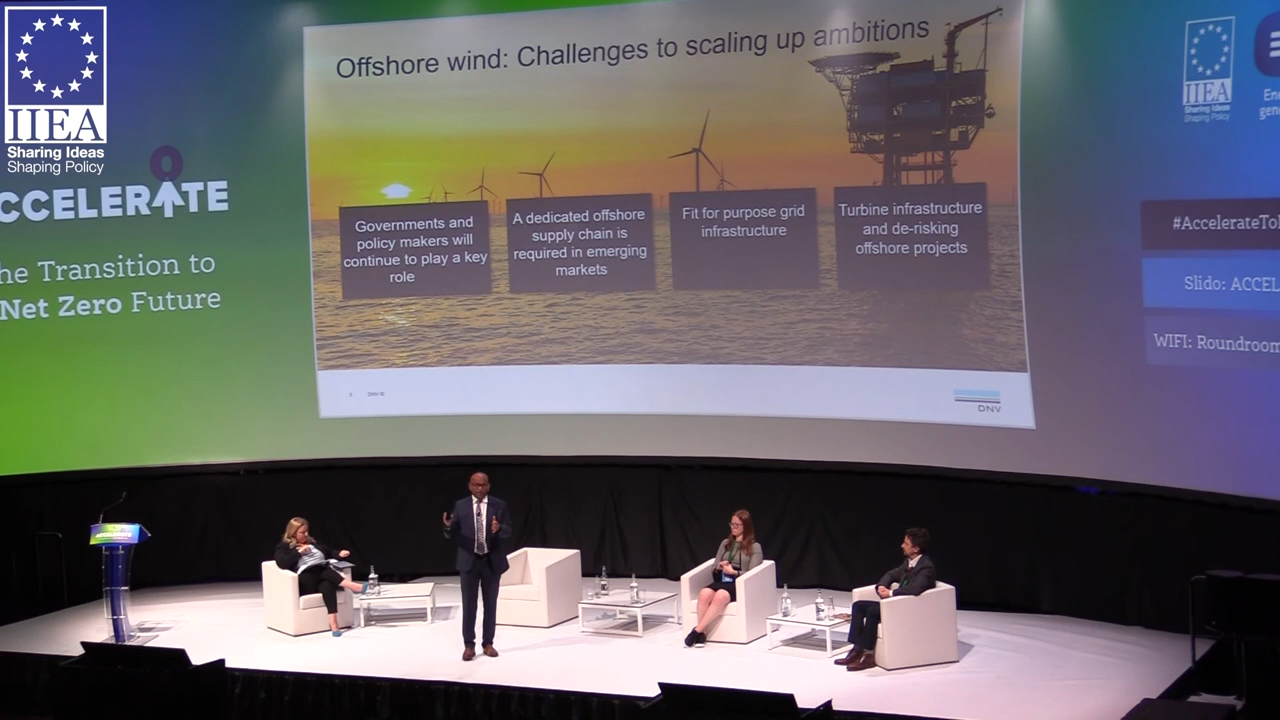 IIEA
Sharing Ideas
Shaping Policy
CCELERATE
he Transition to
Net Zero Future
Offshore wind: Challenges to scaling up ambitions
Governments and
policy makers will
continue to play a key
role
A dedicated offshore
supply chain is
required in emerging
markets
Fit for purpose grid
infrastructure
Turbine infrastructure
and de-risking
offshore projects
DNV ©
DNV
IIEA
Sharing Ideas
Shaping Policy
En
gen
#AccelerateTo
Slido: ACCEL
WIFI: Roundroom